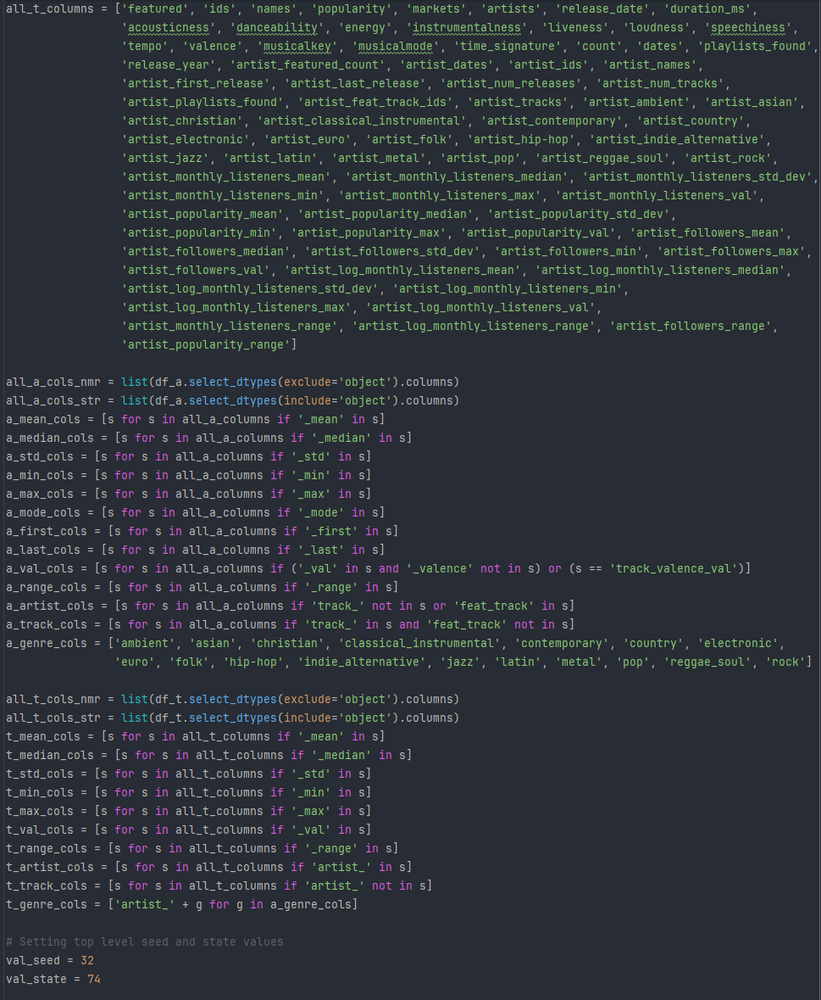 all_t_columns = ['featured', 'ids', 'names', 'popularity', 'markets', 'artists', 'release_date', 'duration_ms',
'acousticness', 'danceability', 'energy', 'instrumentalness', 'liveness', 'loudness', 'speechiness',
'tempo', 'valence', 'musicalkey', 'musicalmode', 'time_signature', 'count', 'dates', 'playlists_found',
'release_year', 'artist_featured_count', 'artist_dates', 'artist_ids', 'artist_names',
'artist_first_release', 'artist_last_release', 'artist_num_releases', 'artist_num_tracks',
'artist_playlists_found', 'artist_feat_track_ids', 'artist_tracks', 'artist_ambient', 'artist_asian',
'artist_christian', 'artist_classical_instrumental', 'artist_contemporary', 'artist_country',
'artist_electronic', 'artist_euro', 'artist_folk', 'artist_hip-hop', 'artist_indie_alternative',
'artist_jazz', 'artist_latin', 'artist_metal', 'artist_pop', 'artist_reggae_soul', 'artist_rock',
'artist_monthly_listeners_mean', 'artist_monthly_listeners_median', 'artist_monthly_listeners_std_dev',
'artist_monthly_listeners_min', 'artist_monthly_listeners_max', 'artist_monthly_listeners_val',
'artist_popularity_mean', 'artist_popularity_median', 'artist_popularity_std_dev',
'artist_popularity_min', 'artist_popularity_max', 'artist_popularity_val', 'artist_followers_mean',
'artist_followers_median', 'artist_followers_std_dev', 'artist_followers_min', 'artist_followers_max',
'artist_followers_val', 'artist_log_monthly_listeners_mean', 'artist_log_monthly_listeners_median',
'artist_log_monthly_listeners_std_dev', 'artist_log_monthly_listeners_min',
'artist_log_monthly_listeners_max', 'artist_log_monthly_listeners_val',
'artist_monthly_listeners_range', 'artist_log_monthly_listeners_range', 'artist_followers_range',
'artist_popularity_range']
all_a_cols_nmr = list(df_a.select_dtypes(exclude='object').columns)
all_a_cols_str = list(df_a.select_dtypes(include='object').columns)
a_mean_cols = [s for s in all_a_columns if '_mean' in s]
a_median_cols = [s for s in all_a_columns if '_median' in s]
a_std_cols = [s for s in all_a_columns if '_std' in s]
a_min_cols = [s for s in all_a_columns if '_min' in s]
a_max_cols = [s for s in all_a_columns if '_max' in s]
a_mode_cols = [s for s in all_a_columns if '_mode' in s]
a_first_cols = [s for s in all_a_columns if '_first' in s]
a_last_cols = [s for s in all_a_columns if '_last' in s]
a_val_cols = [s for s in all_a_columns if ('_val' in s and '_valence' not in s) or (s == 'track_valence_val')]
a_range_cols = [s for s in all_a_columns if '_range' in s]
a_artist_cols = [s for s in all_a_columns if 'track_' not in s or 'feat_track' in s]
a_track_cols = [s for s in all_a_columns if 'track_' in s and 'feat_track' not in s]
a_genre_cols = ['ambient', 'asian', 'christian', 'classical_instrumental', 'contemporary', 'country', 'electronic',
'euro', 'folk', 'hip-hop', 'indie_alternative', 'jazz', 'latin', 'metal', 'pop', 'reggae_soul', 'rock']
all_t_cols_nmr = list(df_t.select_dtypes(exclude='object').columns)
all_t_cols_str = list(df_t.select_dtypes(include='object').columns)
t_mean_cols = [s for s in all_t_columns if '_mean' in s]
t_median_cols = [s for s in all_t_columns if '_median' in s]
t_std_cols = [s for s in all_t_columns if '_std' in s]
t_min_cols = [s for s in all_t_columns if '_min' in s]
t_max_cols = [s for s in all_t_columns if '_max' in s]
t_val_cols = [s for s in all_t_columns if '_val' in s]
t_range_cols = [s for s in all_t_columns if '_range' in s]
t_artist_cols = [s for s in all_t_columns if 'artist_' in s]
t_track_cols = [s for s in all_t_columns if 'artist_' not in s]
t_genre_cols = ['artist_' + g for g in a_genre_cols]
# Setting top level seed and state values
val_seed = 32
val_state = 74